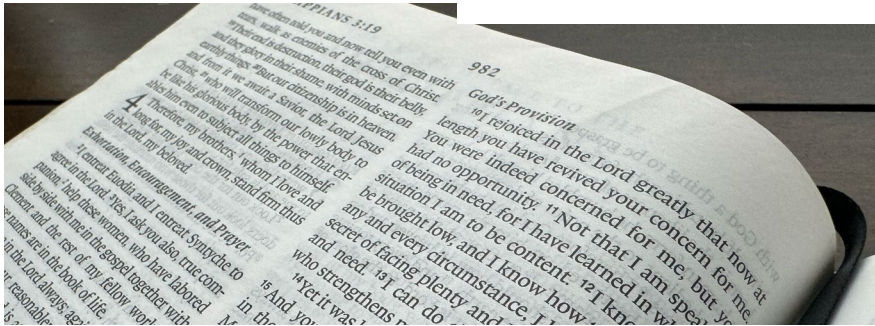 PPIANS 3:19
have often told you and now tell you even with
tears, walk as enemies of the cross of Christ.
19 Their end is destruction, their god is their belly,
and they glory in their shame, with minds set on
earthly things. 20 But our citizenship is in heaven,
and from it we await a Savior, the Lord Jesus
Christ, 21 who will transform our lowly body to
be like his glorious body, by the power that en-
ables him even to subject all things to himself.
4 Therefore, my brothers, whom I love and
long for, my joy and crown, stand firm thus
in the Lord, my beloved.
Exhortation, Encouragement, and Prayer
2 I entreat Euodia and I entreat Syntyche to
agree in the Lord. 3 Yes, I ask you also, true com-
panion, help these women, who have labored
side by side with me in the gospel together with
Clement and the rest of my fellow work
names are in the book of life.
in the Lord always; agai
reasonablen
982
God's Provision
10 I rejoiced in the Lord greatly that now at
length you have revived your concern for me.
You were indeed concerned for me, but y
had no opportunity. 11 Not that I am speak
of being in need, for I have learned in w
situation I am to be content. 12 I kn
be brought low, and I know how
any and every circumstance, I
secret of facing plenty and
need. 13 I can do
who strengthens
14 Yet it was
15 And you
in the